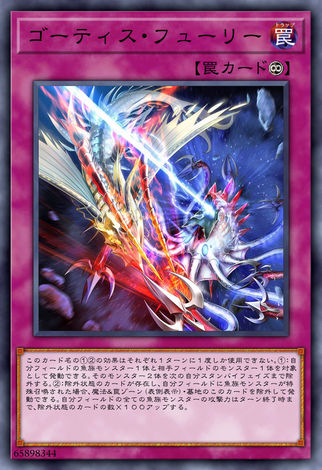 ゴーティス・フューリー
トラップ
罠
【罠カード】
このカード名の①②の効果はそれぞれ1ターンに1度しか使用できない。①:自
分フィールドの魚族モンスター1体と相手フィールドのモンスター1体を対象
として発動できる。そのモンスター2体を次の自分スタンバイフェイズまで除
外する。②:除外状態のカードが存在し、自分フィールドに魚族モンスターが特
殊召喚された場合、魔法&罠ゾーン(表側表示)・墓地のこのカードを除外して発
動できる。自分フィールドの全ての魚族モンスターの攻撃力はターン終了時ま
で、除外状態のカードの数×100アップする。
65898344